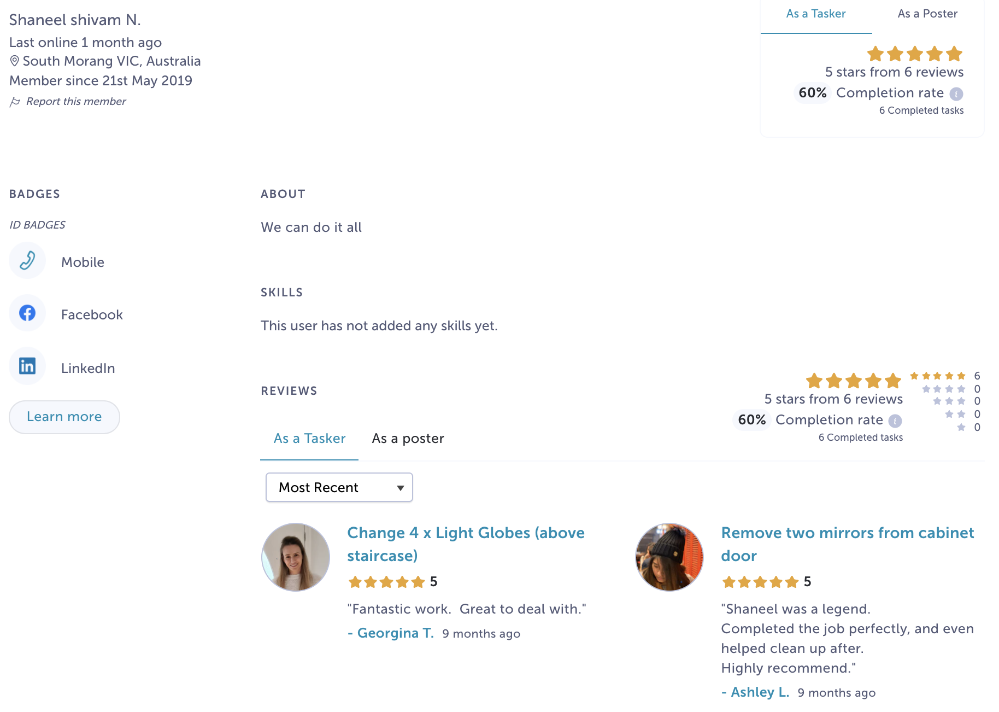 Shaneel shivam N.
Last online 1 month ago
South Morang VIC, Australia
Member since 21st May 2019
Report this member
As a Tasker
As a Poster
5 stars from 6 reviews
60% Completion rate i
6 Completed tasks
BADGES
ID BADGES
Mobile
Facebook
in LinkedIn
Learn more
ABOUT
We can do it all
SKILLS
This user has not added any skills yet.
REVIEWS
5 stars from 6 reviews
60% Completion rate i
6 Completed tasks
6
0
0
0
0
As a Tasker
As a poster
Most Recent
Change 4 x Light Globes (above
staircase)
5
"Fantastic work.  Great to deal with."
- Georgina T. 9 months ago
Remove two mirrors from cabinet
door
5
"Shaneel was a legend.
Completed the job perfectly, and even
helped clean up after.
Highly recommend."
- Ashley L. 9 months ago